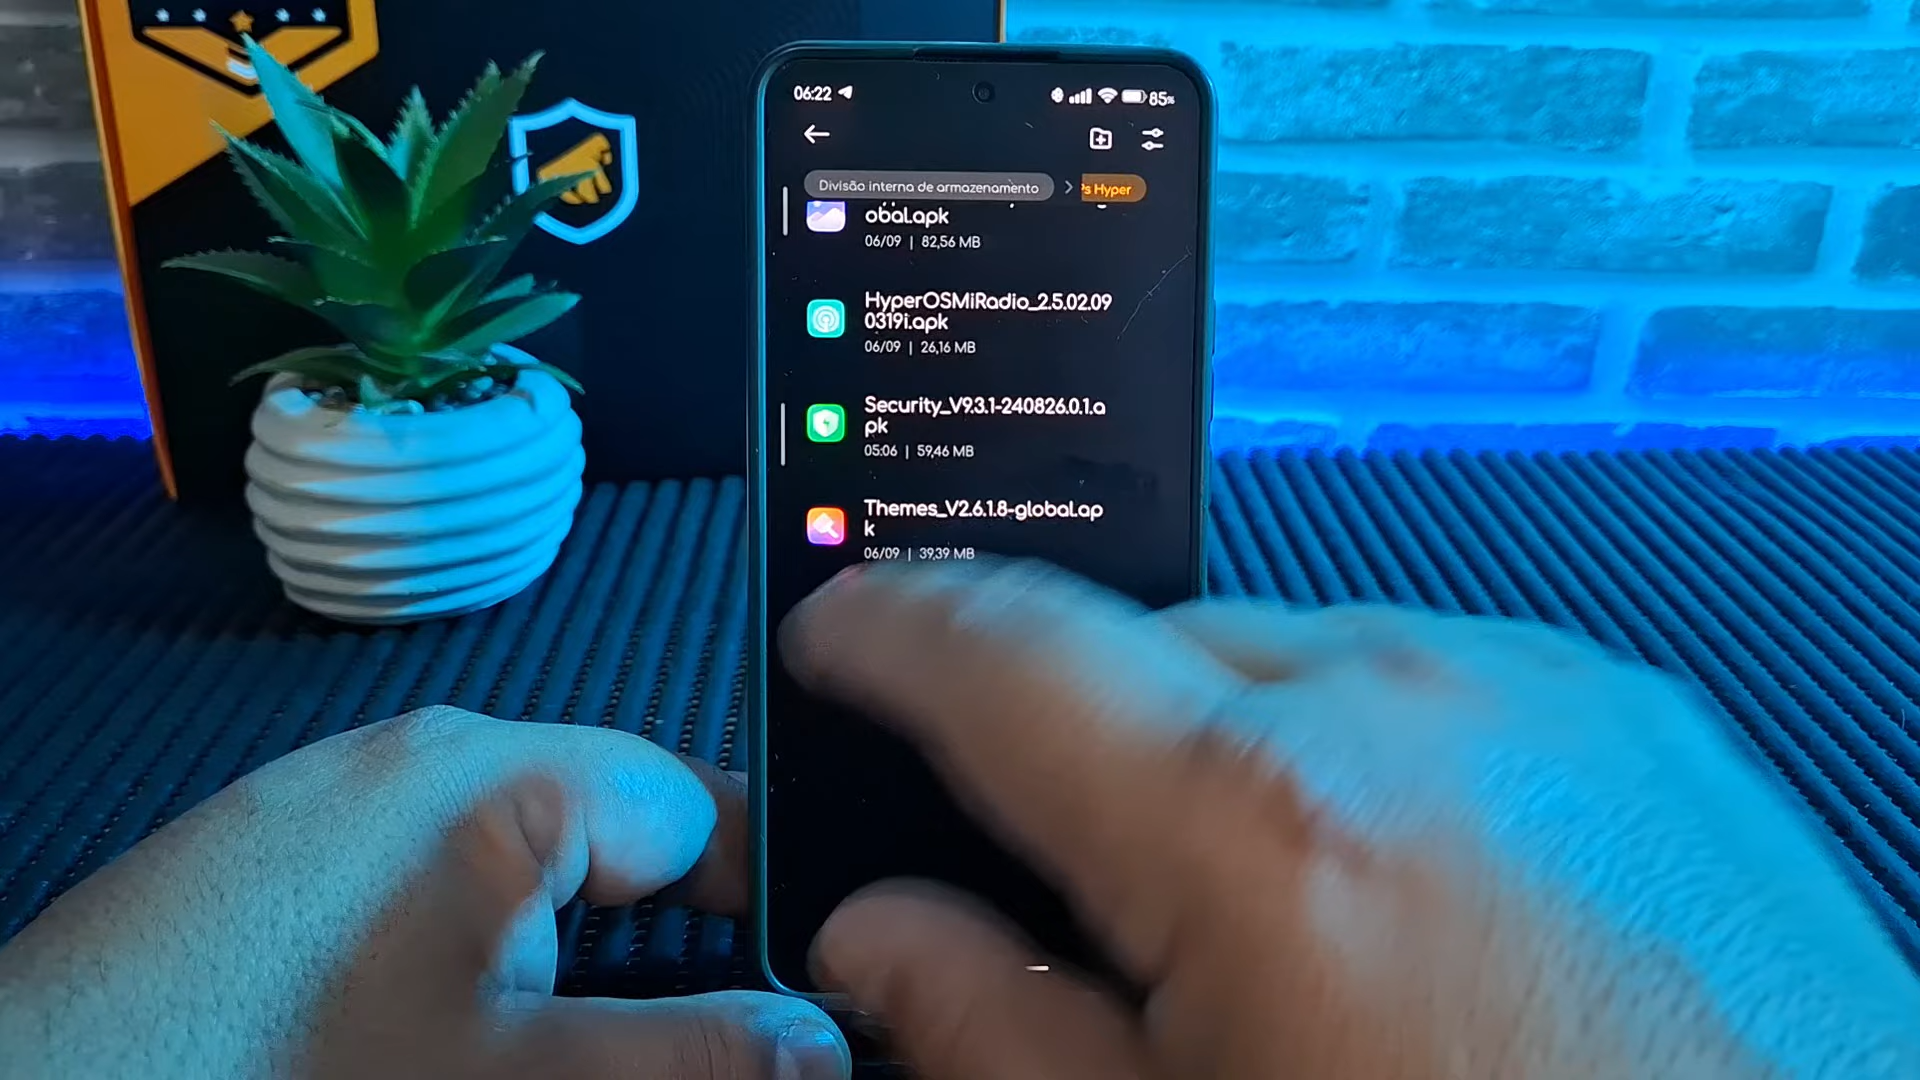 06:22
85%
Divisão interna de armazenamento
s Hyper
obal.apk
06/09 | 82,56 MB
HyperOSMiRadio_2.5.02.09
0319i.apk
06/09 | 26,16 MB
Security_V9.3.1-240826.0.1.a
pk
05:06 | 59,46 MB
Themes_V2.6.1.8-global.ap
k
06/09 | 39,39 MB